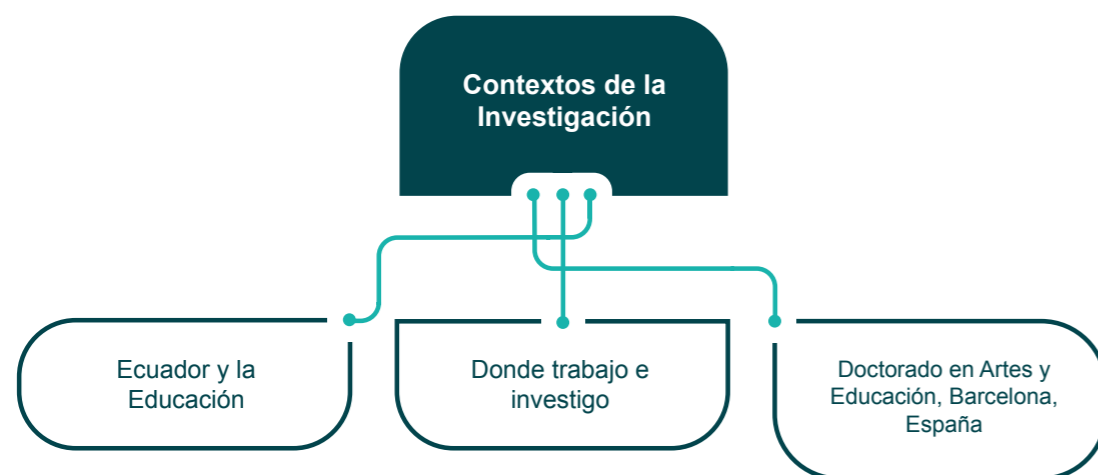 Contextos de la
Investigación
Ecuador y la
Educación
Donde trabajo e
investigo
Doctorado en Artes y
Educación, Barcelona,
España